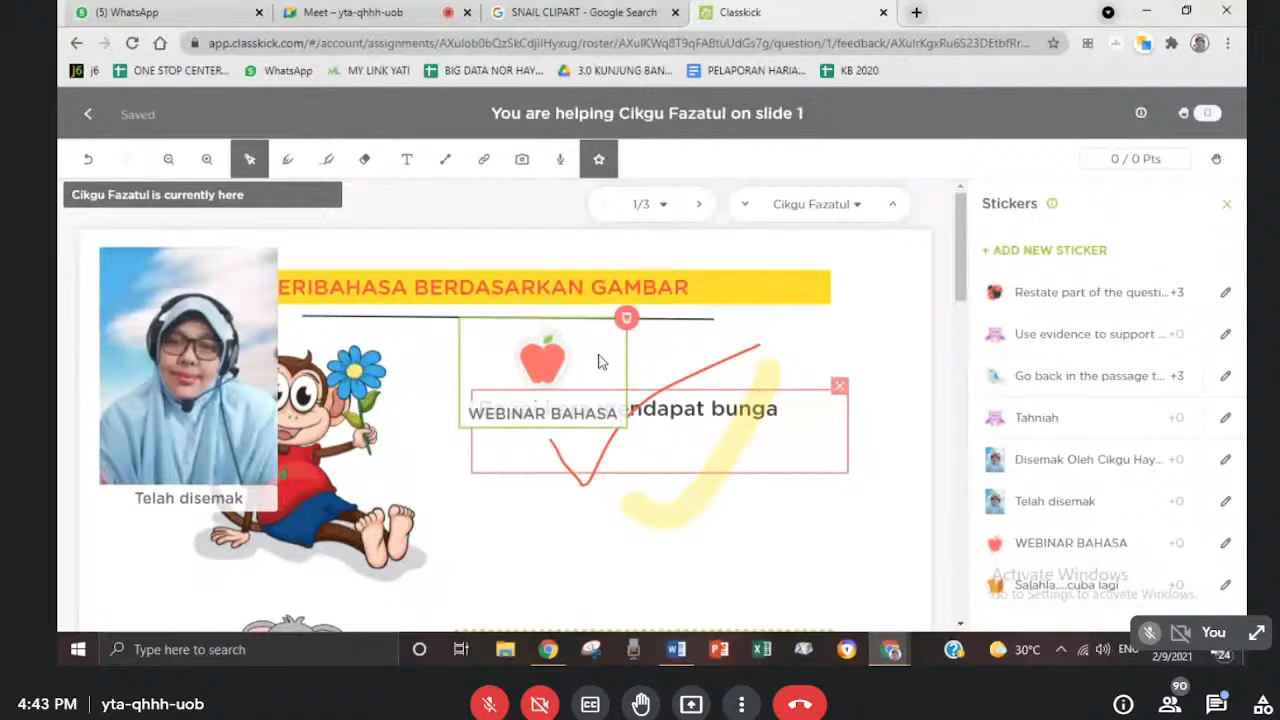 (5) WhatsApp
Meet – yta-qhhh-uob
SNAIL CLIPART - Google Search
Classkick
app.classkick.com/#/account/assignments/AXuIob0bQzSkCdjiIHyxug/roster/AXuIKWq8T9qFABtuUdGs7g/question/1/feedback/AXuIrKgxRu6S23DEtbfRr...
j6
ONE STOP CENTER...
WhatsApp
MY LINK YATI
BIG DATA NOR HAY...
3.0 KUNJUNG BAN...
PELAPORAN HARIA...
KB 2020
Saved
You are helping Cikgu Fazatul on slide 1
0 / 0 Pts
Cikgu Fazatul is currently here
1/3
Cikgu Fazatul
Stickers
+ ADD NEW STICKER
ERIBAHASA BERDASARKAN GAMBAR
Restate part of the questi...+3
Use evidence to support ... +0
Go back in the passage t... +3
WEBINAR BAHASA
ndapat bunga
Tahniah +0
Disemak Oleh Cikgu Hay... +0
Telah disemak
Telah disemak +0
WEBINAR BAHASA +0
Salahla....cuba lagi +0
Activate Windows
Go to Settings to activate Windows.
You
Type here to search
30°C
ENG
2/9/2021
24
4:43 PM | yta-qhhh-uob
90